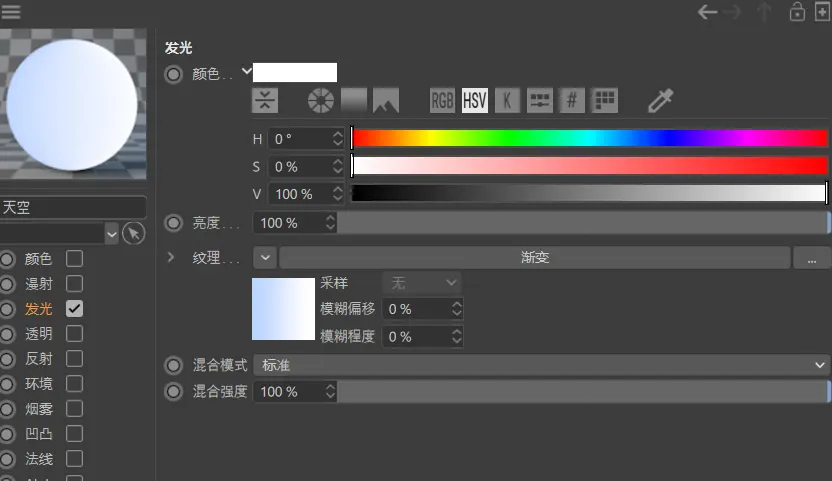 发光
颜色 . .
RGB HSV K #
H 0 °
S 0 %
V 100 %
天空
亮度 . . . 100 %
纹理 . . . 渐变 ...
颜色
采样 无
漫射
模糊偏移 0 %
发光
透明
模糊程度 0 %
反射
混合模式 标准
环境
混合强度 100 %
烟雾
凹凸
法线